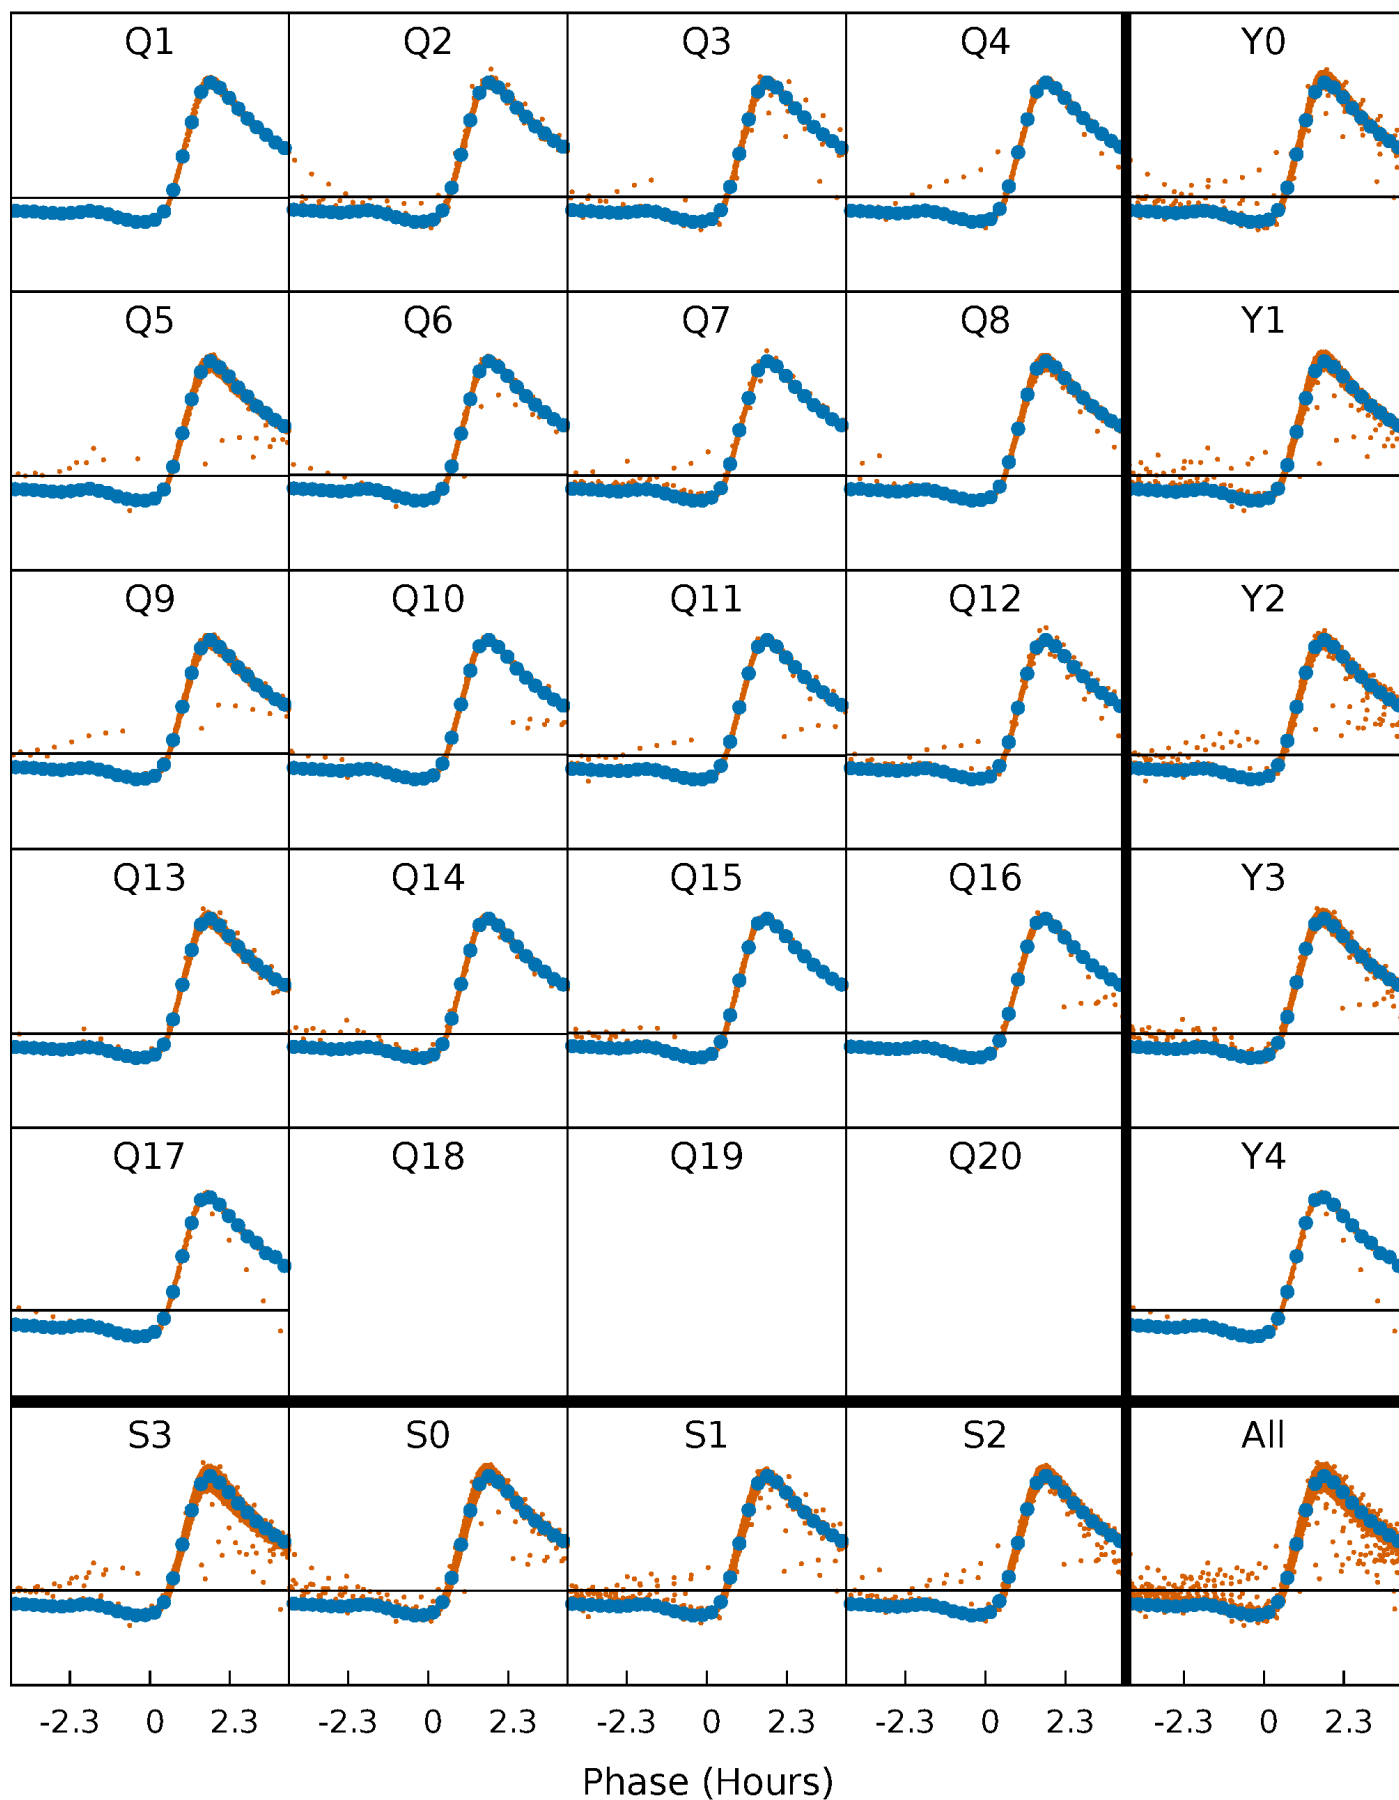 Q1 Q2 Q3 Q4 Y0
Q5 Q6 Q7 Q8 Y1
Q9 Q10 Q11 Q12 Y2
Q13 Q14 Q15 Q16 Y3
Q17 Q18 Q19 Q20 Y4
S3 S0 S1 S2 All
-2.3 0 2.3 -2.3 0 2.3 -2.3 0 2.3 -2.3 0 2.3 -2.3 0 2.3
Phase (Hours)